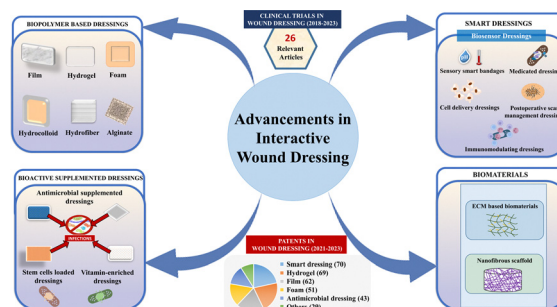 BIOPOLYMER BASED DRESSINGS
Film
Hydrogel
Foam
Hydrocolloid
Hydrofiber
Alginate
CLINICAL TRIALS IN
WOUND DRESSING (2018-2023)
26
Relevant
Articles
Advancements in
Interactive
Wound Dressing
SMART DRESSINGS
Biosensor Dressings
Sensory smart bandages
Medicated dressi
Cell delivery dressings
Postoperative sca
management dressin
Immunomodulating dressings
BIOACTIVE SUPPLEMENTED DRESSINGS
Antimicrobial supplemented
dressings
INFECTIONS
Stem cells loaded
dressings
Vitamin-enriched
dressings
PATENTS IN
WOUND DRESSING (2021-2023)
Smart dressing (70)
Hydrogel (69)
Film (62)
Foam (51)
Antimicrobial dressing (43)
BIOMATERIALS
ECM based biomaterials
Nanofibrous
scaffold